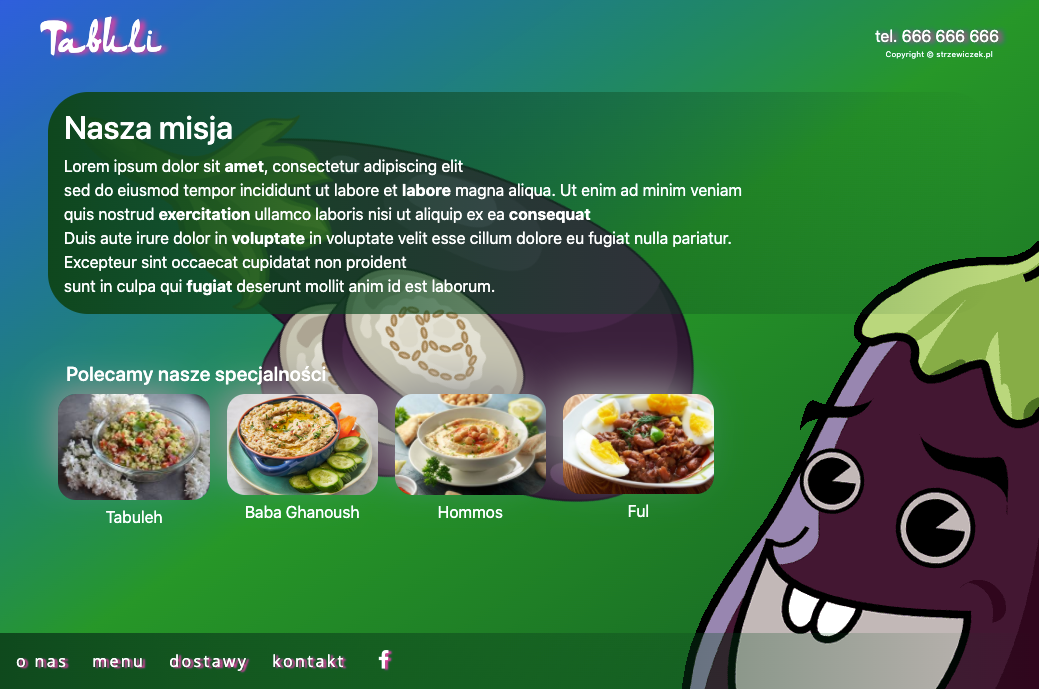 Tabkli
tel. 666 666 666
Copyright © strzewiczek.pl
Nasza misja
Lorem ipsum dolor sit amet, consectetur adipiscing elit
sed do eiusmod tempor incididunt ut labore et labore magna aliqua. Ut enim ad minim veniam
quis nostrud exercitation ullamco laboris nisi ut aliquip ex ea consequat
Duis aute irure dolor in voluptate in voluptate velit esse cillum dolore eu fugiat nulla pariatur.
Excepteur sint occaecat cupidatat non proident
sunt in culpa qui fugiat deserunt mollit anim id est laborum.
Polecamy nasze specjalności
Tabuleh
Baba Ghanoush
Hommos
Ful
o nas
menu
dostawy
kontakt
f